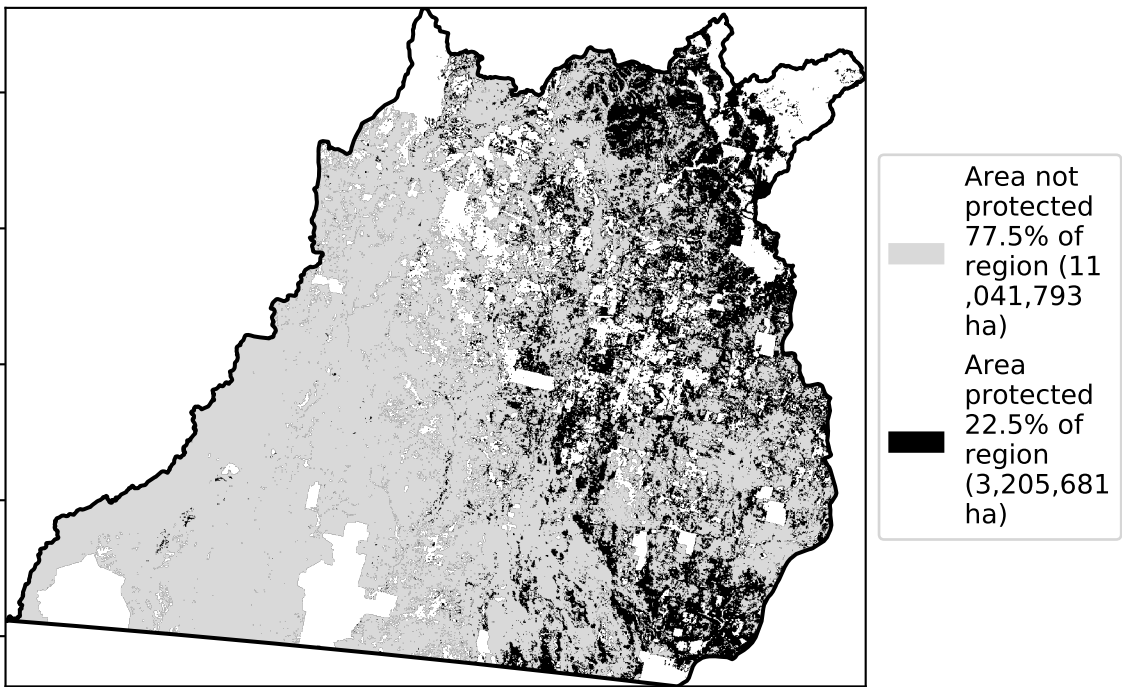 Area not
protected
77.5% of
region (11
,041,793
ha)
Area
protected
22.5% of
region
(3,205,681
ha)